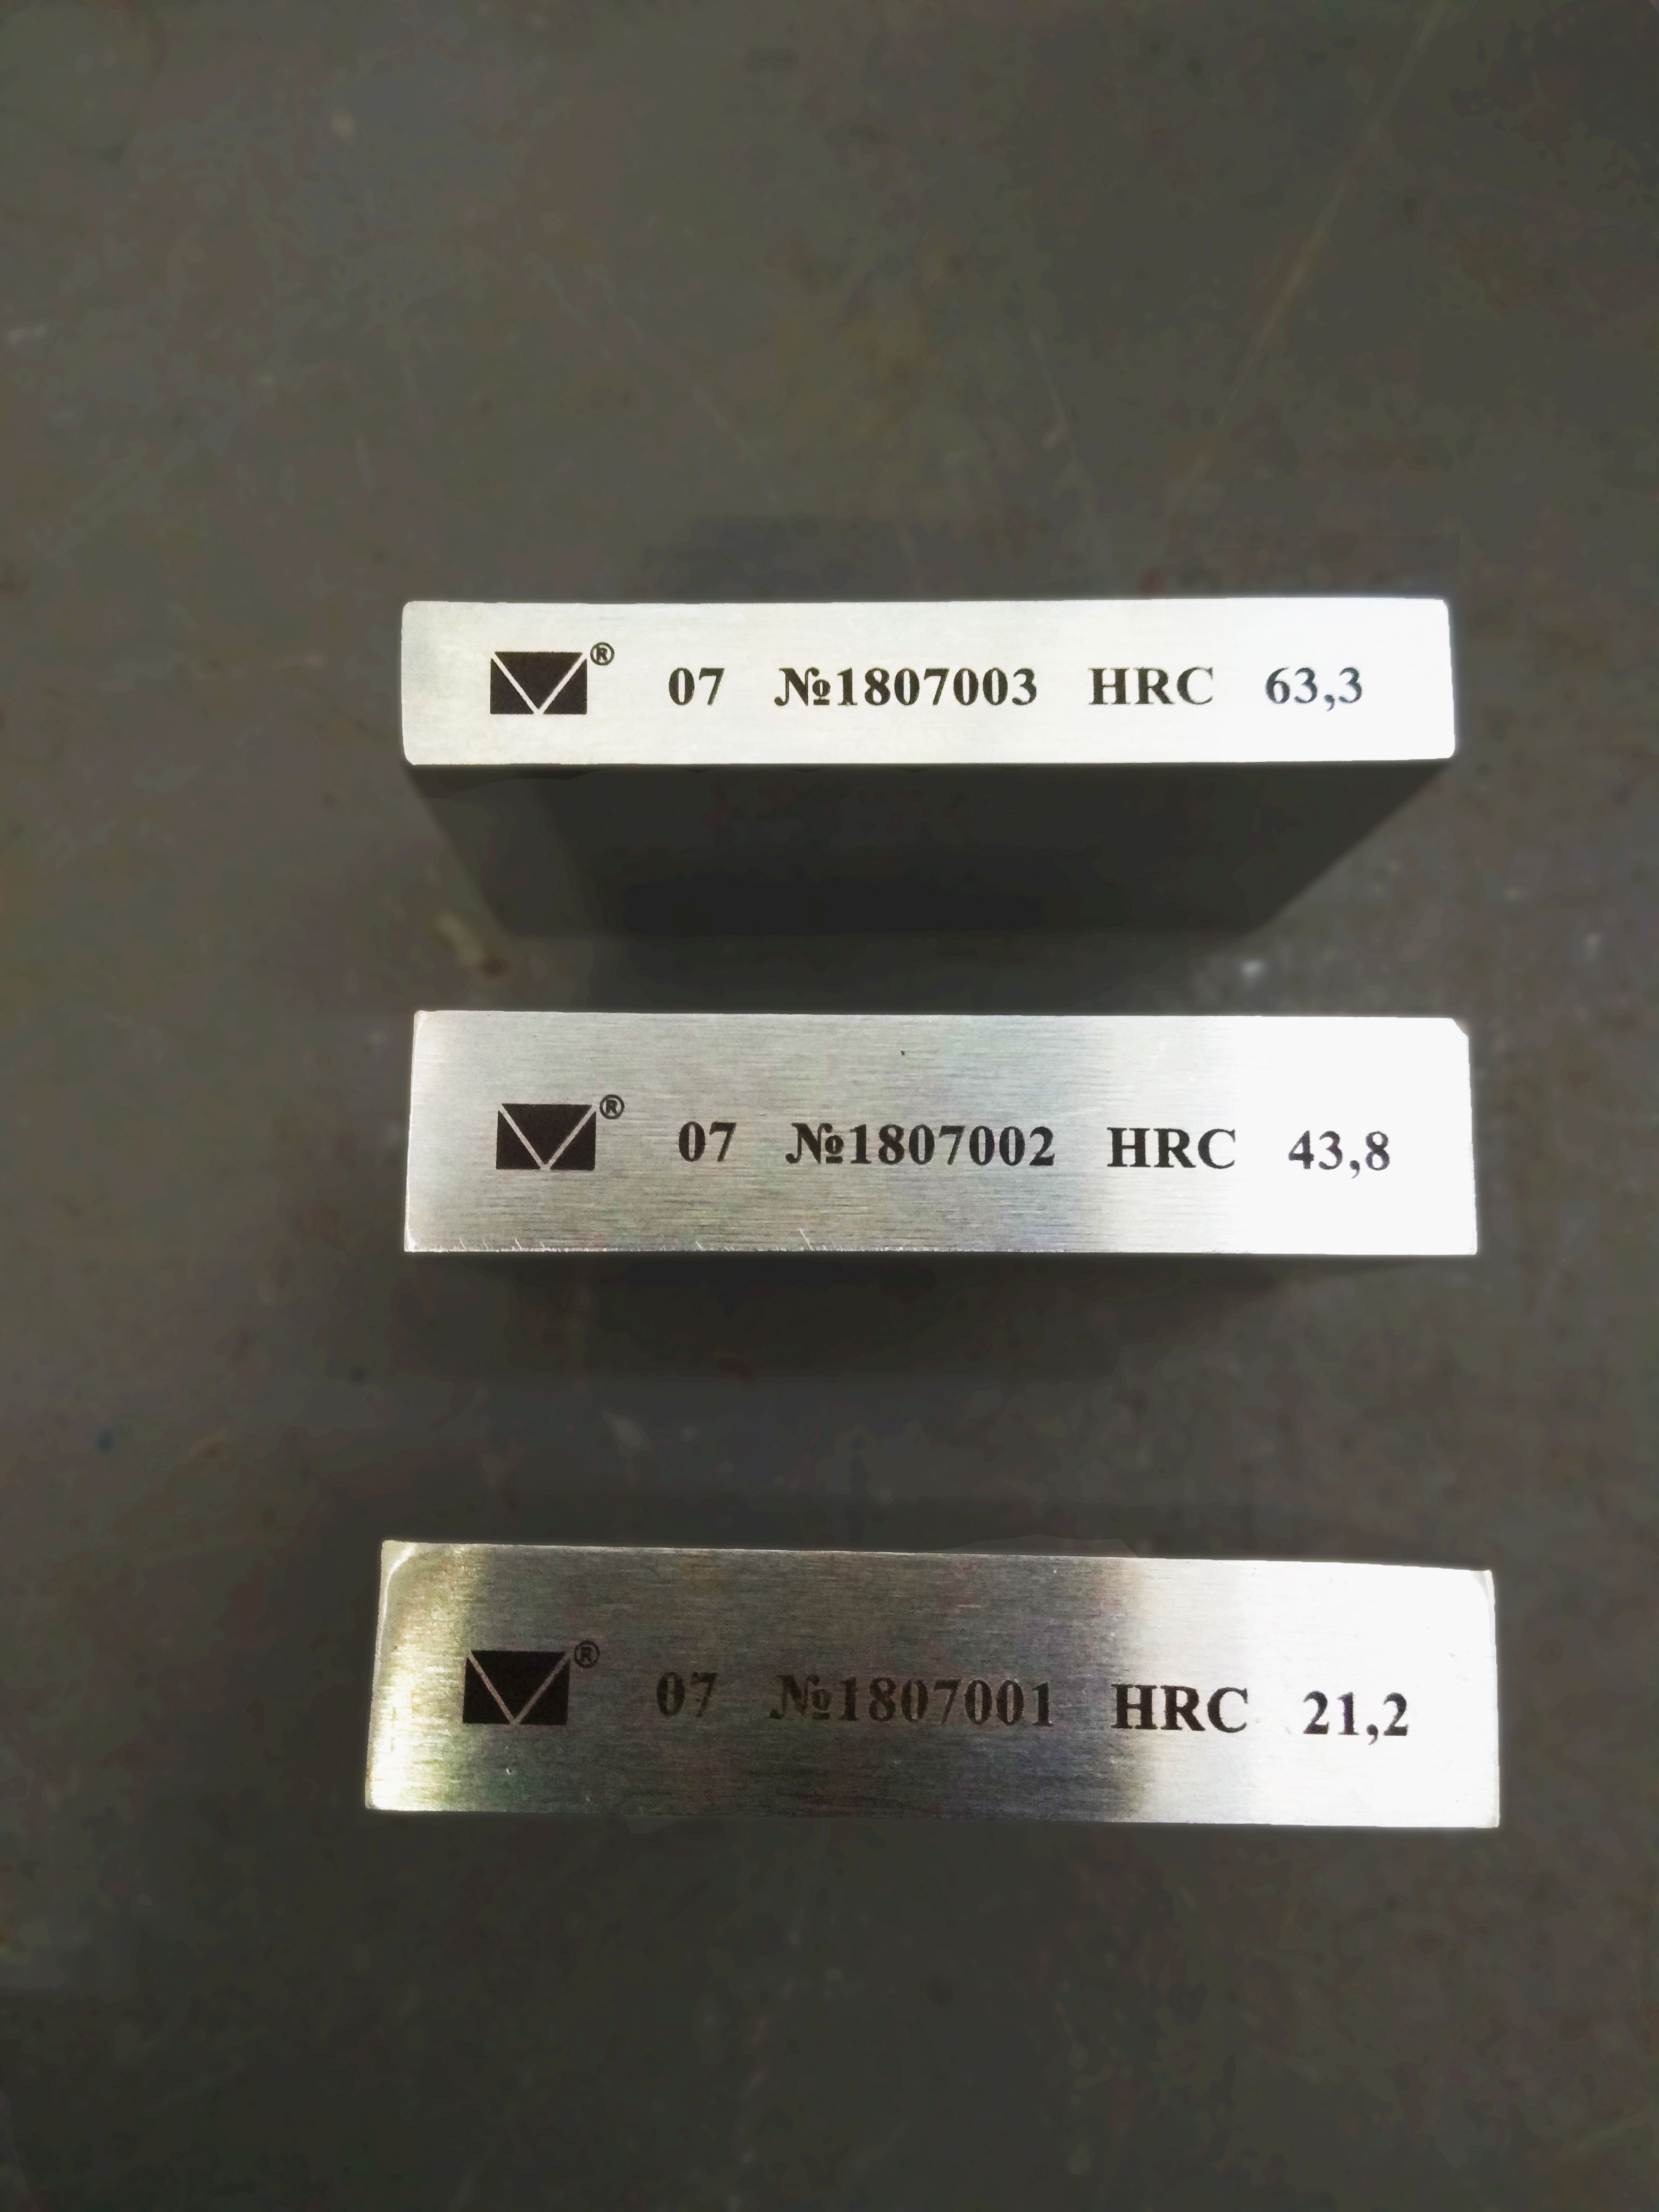 ® 07 №1807003 HRC 63,3
® 07 №1807002 HRC 43,8
® 07 №1807001 HRC 21,2